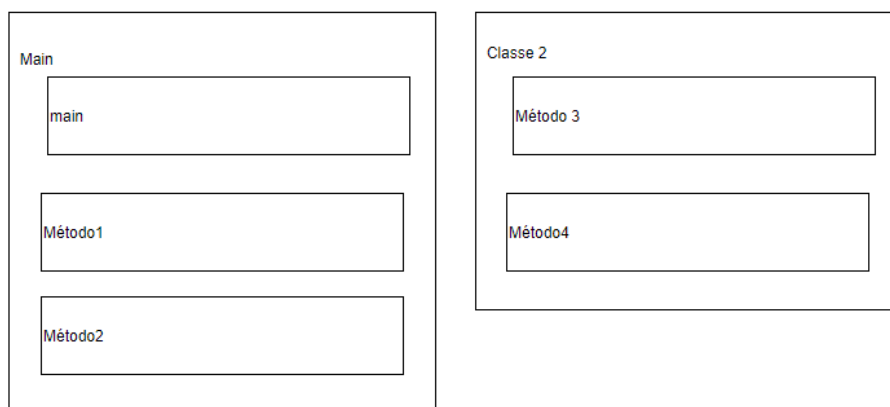 Main
main
Método1
Método2
Classe 2
Método 3
Método4